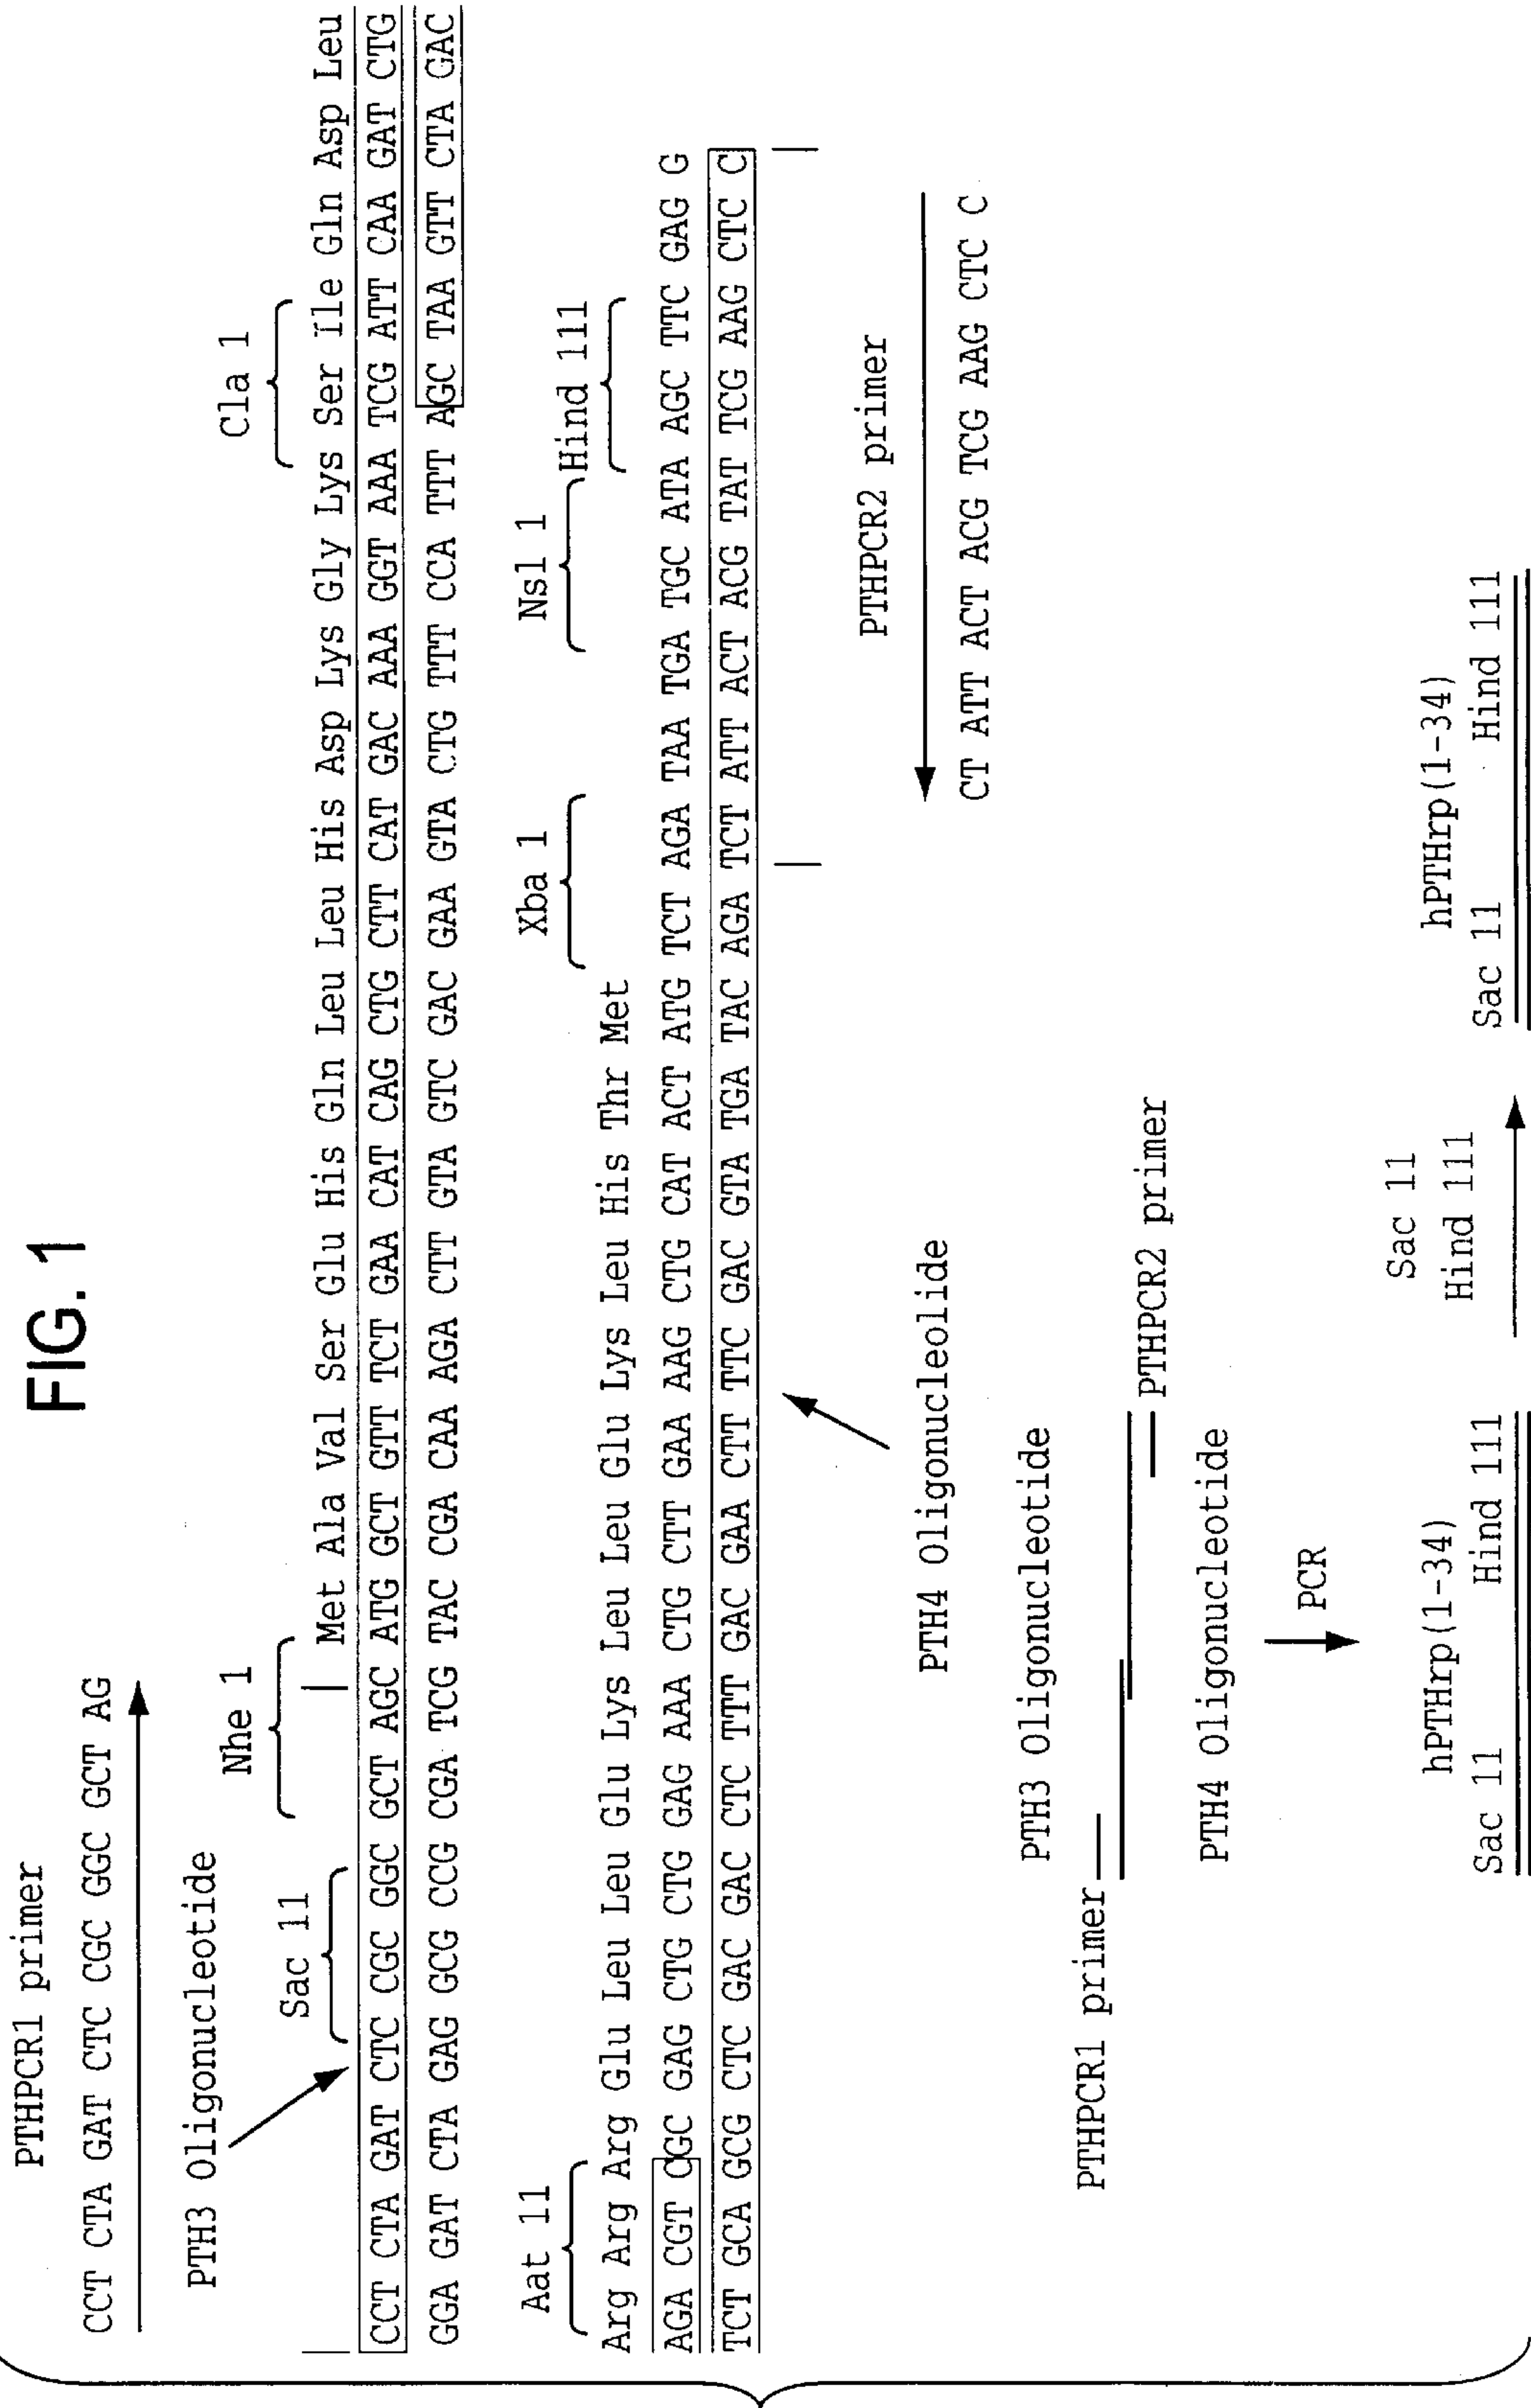 FIG. 1
PTHPCR1 primer
CCT CTA GAT CTC CGC GGC GCT AG
PTH3 Oligonucleotide
Sac 11
Nhe 1
Cla 1
Met Ala Val Ser Glu His Gln Leu Leu His Asp Lys Gly Lys Ser Ile Gln Asp Leu
CCT CTA GAT CTC CGC GGC GCT AGC ATG GCT GTT TCT GAA CAT CAG CTG CTT CAT GAC AAA GGT AAA TCG ATT CAA GAT CTG
GGA GAT CTA GAG GCG CCG CGA TCG TAC CGA CAA AGA CTT GTA GTC GAC GAA GTA CTG TTT CCA TTT AGC TAA GTT CTA GAC
Aat 11
Xba 1
Nsl 1
Hind 111
Arg Arg Arg Glu Leu Leu Glu Lys Leu Leu Glu Lys Leu His Thr Met
AGA CGT CGC GAG CTG CTG GAG AAA CTG CTT GAA AAG CTG CAT ACT ATG TCT AGA TAA TGA TGC ATA AGC TTC GAG G
TCT GCA GCG CTC GAC GAC CTC TTT GAC GAA CTT TTC GAC GTA TGA TAC AGA TCT ATT ACT ACG TAT TCG AAG CTC C
PTH4 Oligonucleolide
PTHPCR2 primer
CT ATT ACT ACG TCG AAG CTC C
PTH3 Oligonucleotide
PTHPCR1 primer
PTHPCR2 primer
PTH4 Oligonucleotide
PCR
hPTHrp(1-34)
Sac 11 Hind 111
Sac 11
Hind 111
hPTHrp(1-34)
Sac 11 Hind 111